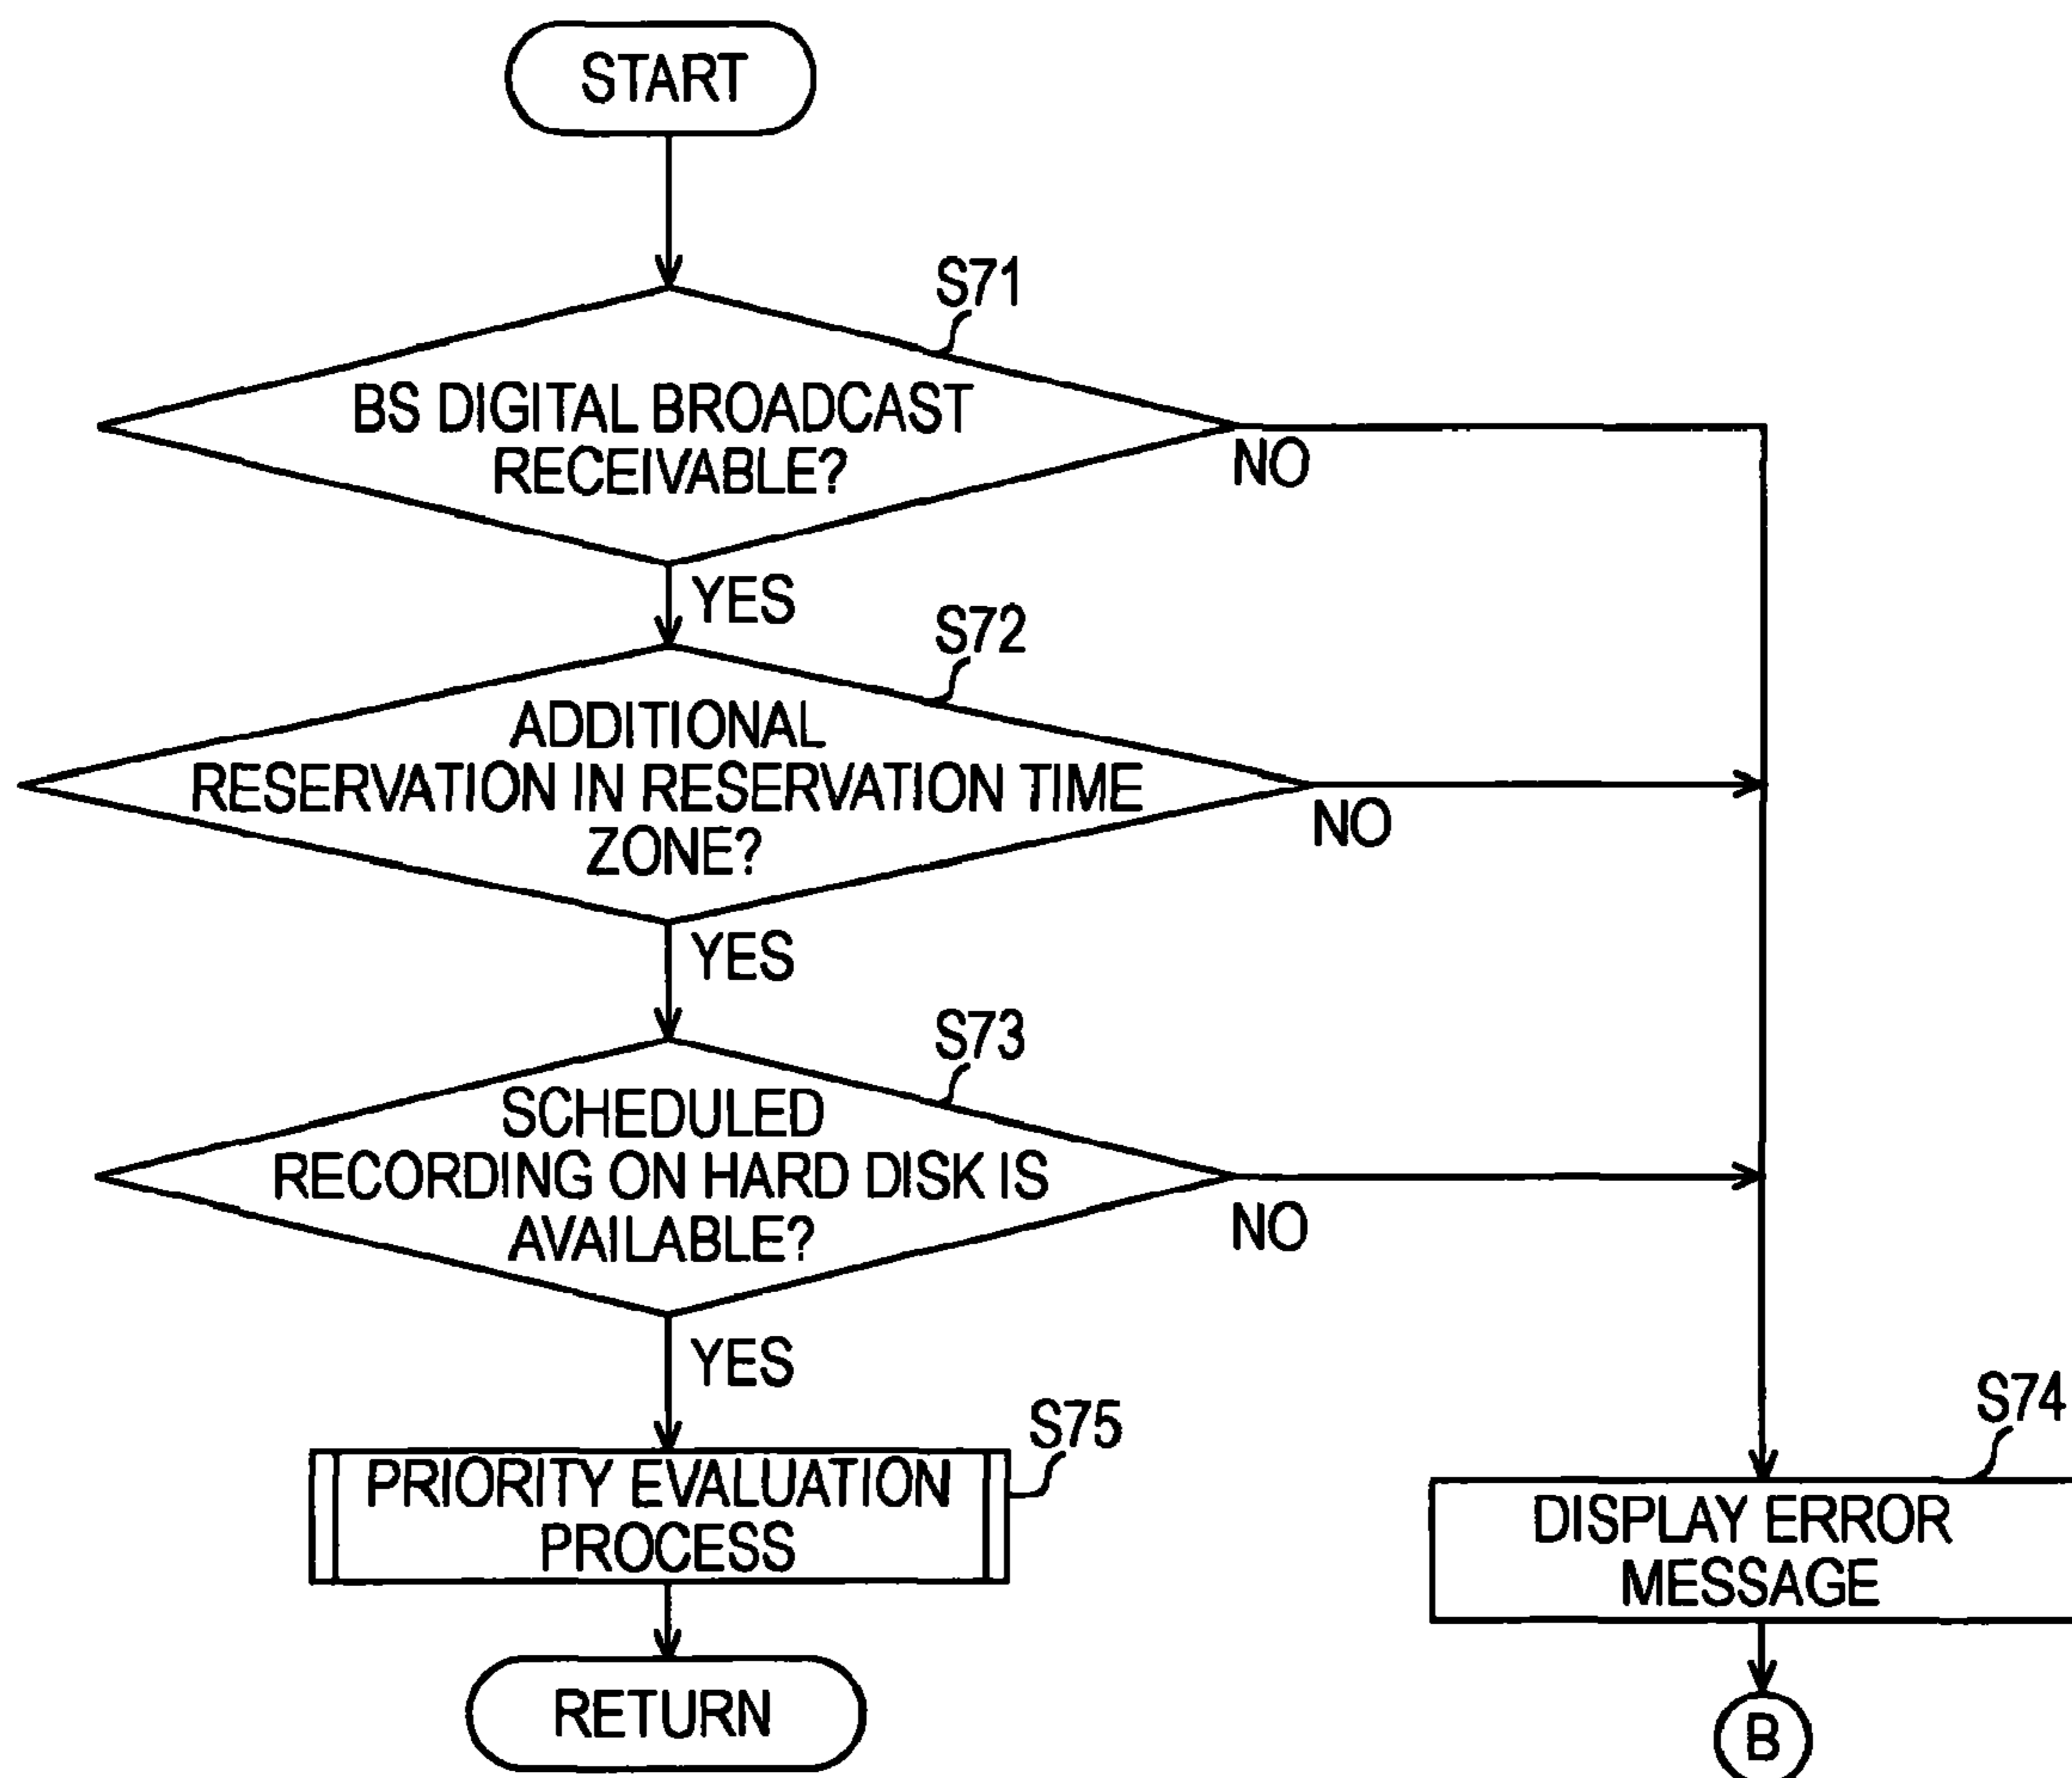 START
S71
BS DIGITAL BROADCAST
RECEIVABLE?
NO
YES
S72
ADDITIONAL
RESERVATION IN RESERVATION TIME
ZONE?
NO
YES
S73
SCHEDULED
RECORDING ON HARD DISK IS
AVAILABLE?
NO
YES
S75
PRIORITY EVALUATION
PROCESS
S74
DISPLAY ERROR
MESSAGE
RETURN
B